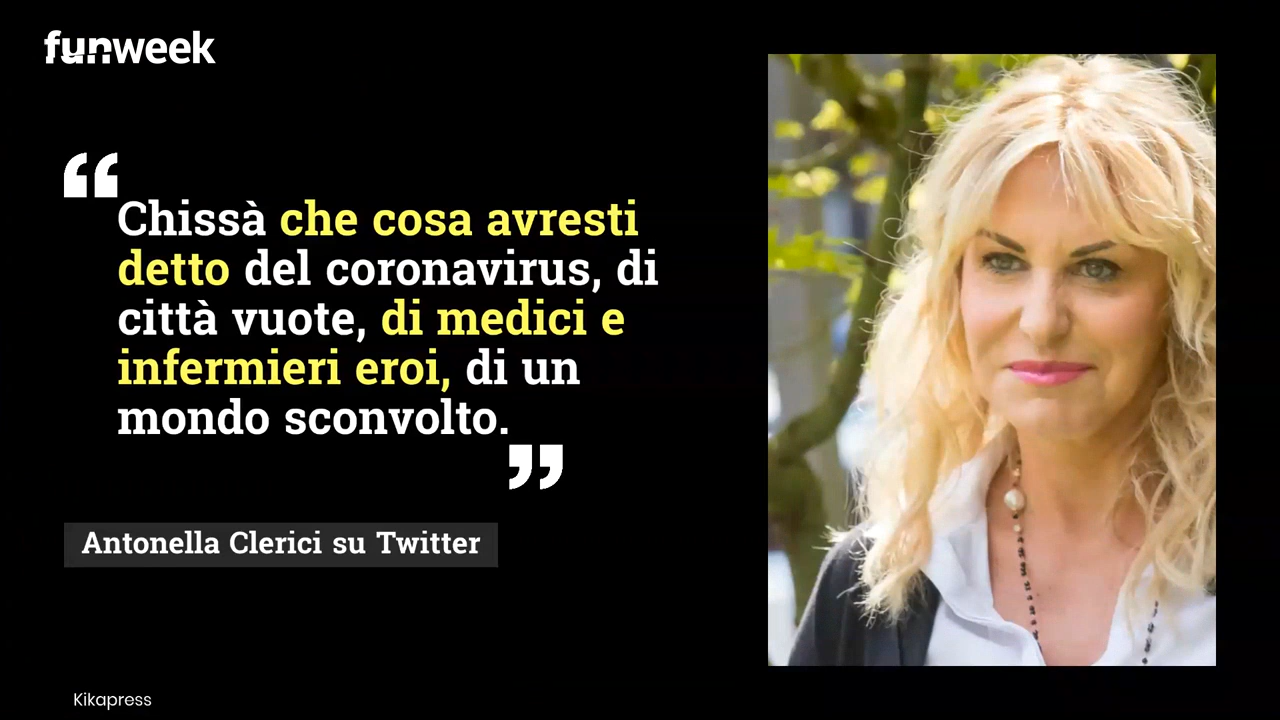 funweek
“Chissà che cosa avresti
detto del coronavirus, di
città vuote, di medici e
infermieri eroi, di un
mondo sconvolto.”
Antonella Clerici su Twitter
Kikapress